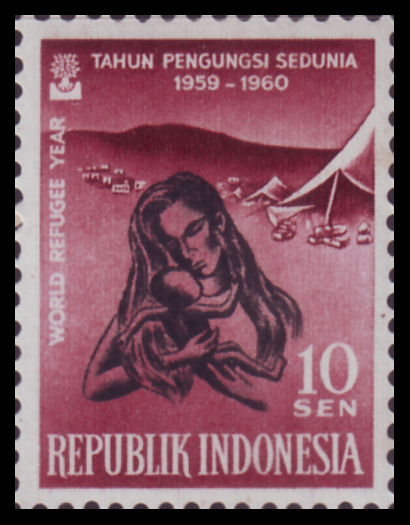 TAHUN PENGUNGSI SEDUNIA
1959 - 1960
WORLD REFUGEE YEAR
10
SEN
REPUBLIK INDONESIA